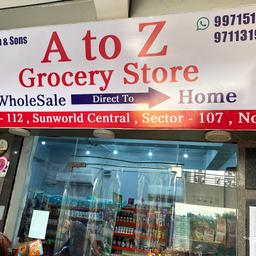 & Sons
A to Z
99715
97113
Grocery Store
WholeSale Direct To Home
- 112 , Sunworld Central , Sector - 107 , No